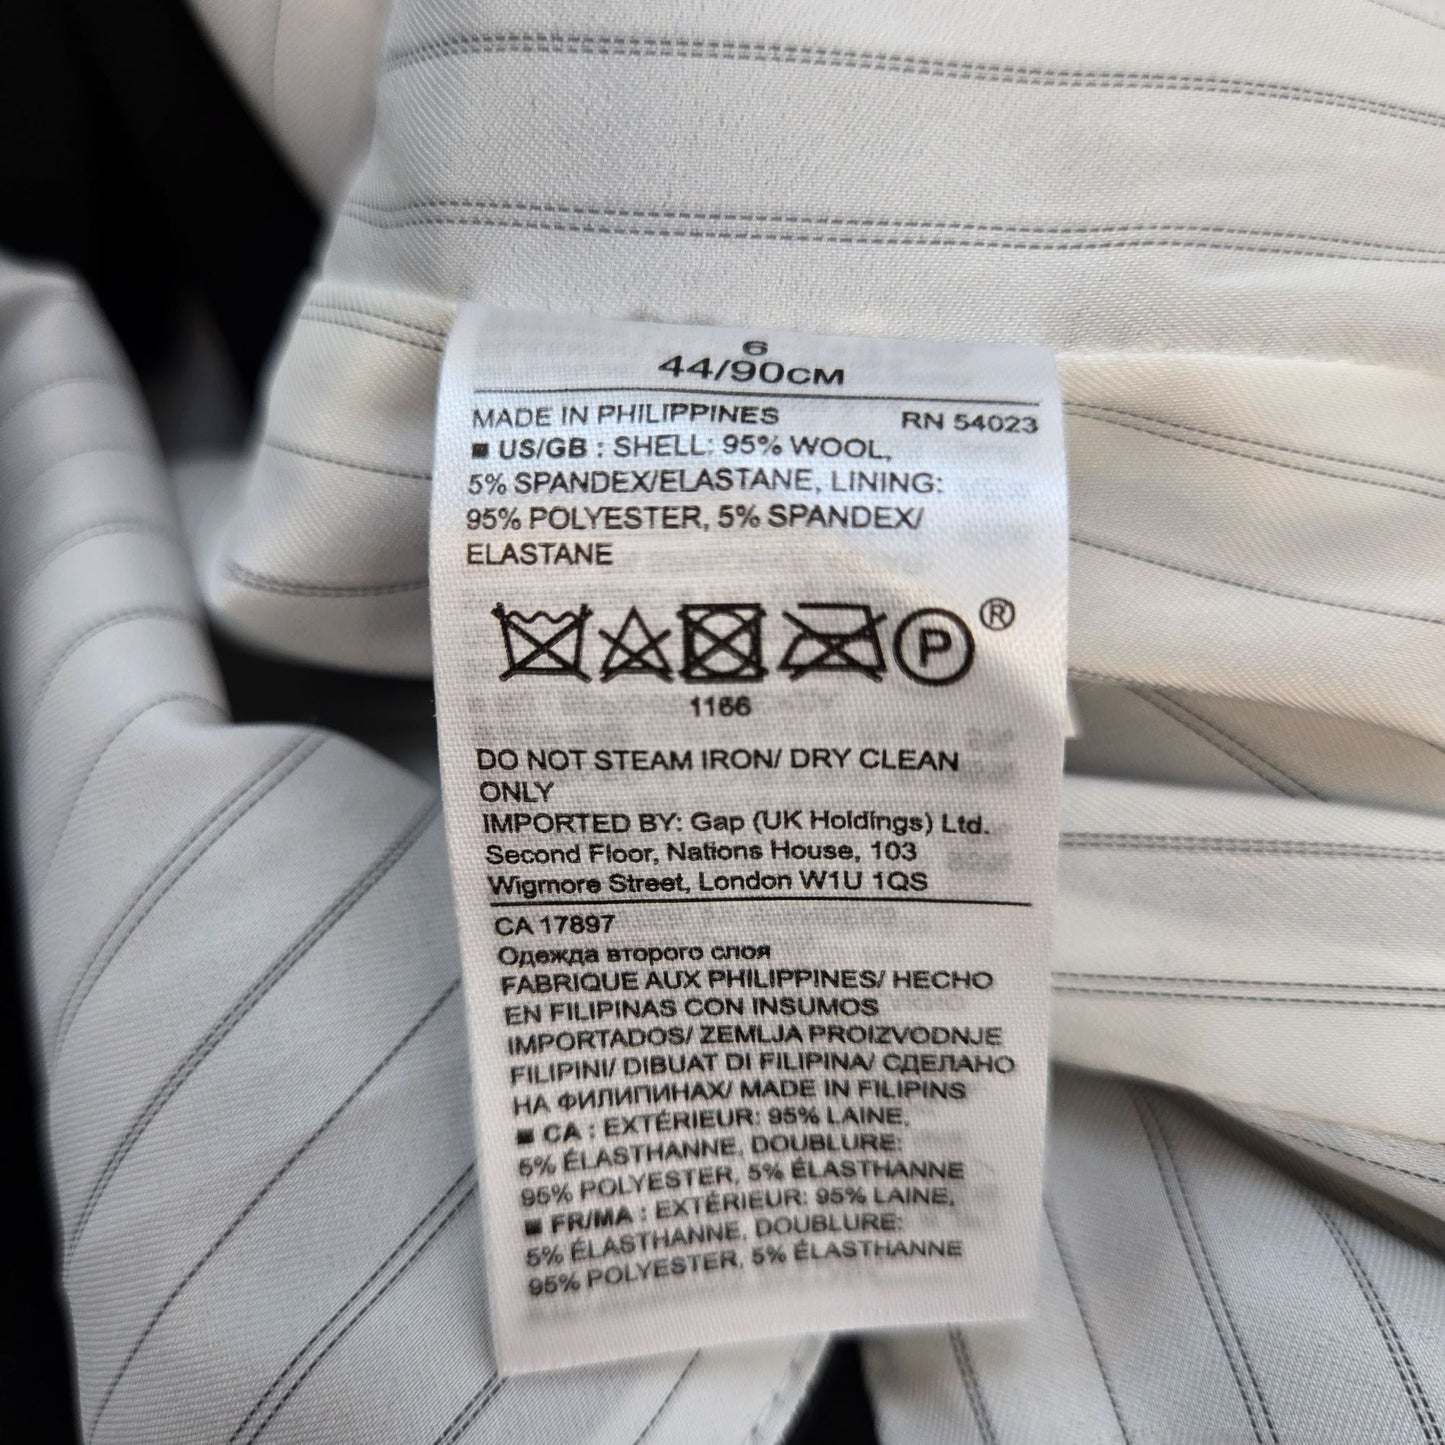 6
44/90CM
MADE IN PHILIPPINES RN 54023
■ US/GB : SHELL: 95% WOOL,
5% SPANDEX/ELASTANE, LINING:
95% POLYESTER, 5% SPANDEX/
ELASTANE
P ®
1166
DO NOT STEAM IRON/ DRY CLEAN
ONLY
IMPORTED BY: Gap (UK Holdings) Ltd.
Second Floor, Nations House, 103
Wigmore Street, London W1U 1QS
CA 17897
Одежда второго слоя
FABRIQUE AUX PHILIPPINES/ HECHO
EN FILIPINAS CON INSUMOS
IMPORTADOS/ ZEMLJA PROIZVODNJE
FILIPINI/ DIBUAT DI FILIPINA/ СДЕЛАНО
НА ФИЛИПИНАХ/ MADE IN FILIPINS
■ CA : EXTÉRIEUR: 95% LAINE,
5% ÉLASTHANNE, DOUBLURE:
95% POLYESTER, 5% ÉLASTHANNE
■ FR/MA : EXTÉRIEUR: 95% LAINE,
5% ÉLASTHANNE, DOUBLURE:
95% POLYESTER, 5% ÉLASTHANNE